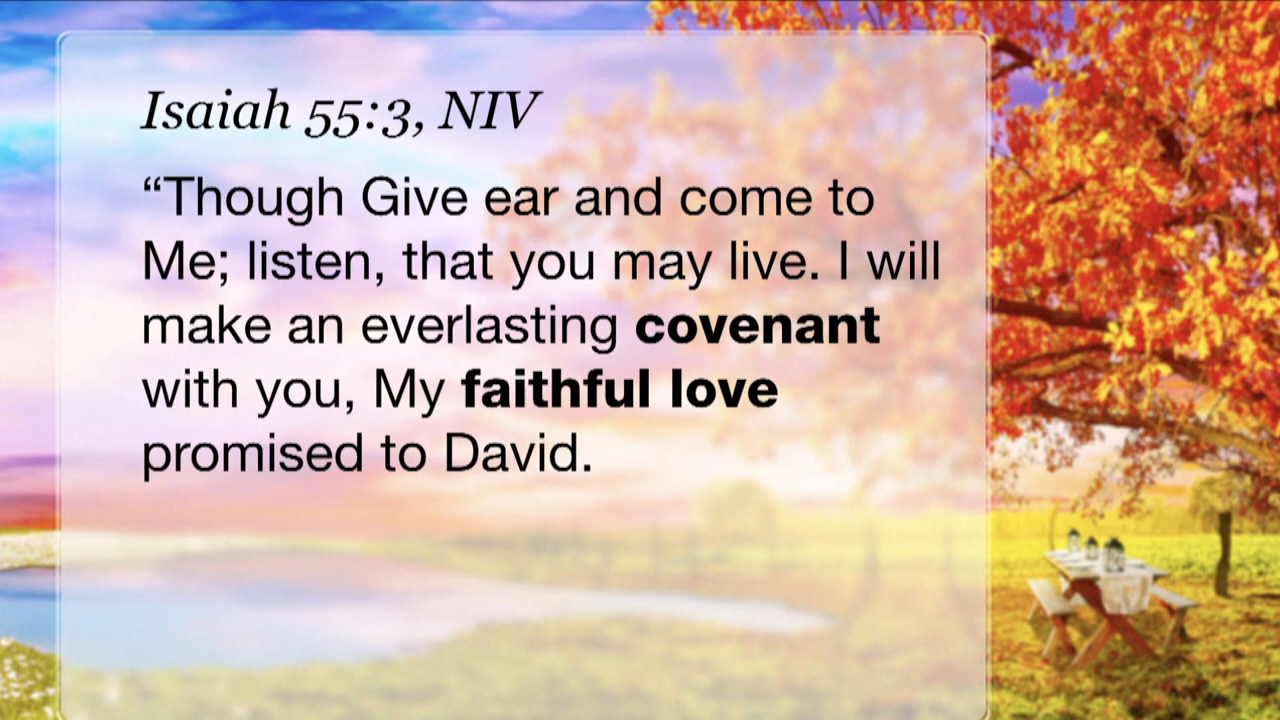 Isaiah 55:3, NIV
“Though Give ear and come to
Me; listen, that you may live. I will
make an everlasting covenant
with you, My faithful love
promised to David.